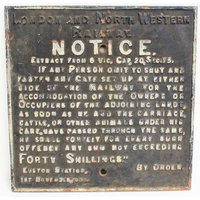 LONDON AND NORTH WESTERN
RAILWAY.
NOTICE.
EXTRACT FROM 8 VIC, CAP. 20, S.
IF ANY PERSON OMIT TO SHUT AND
FASTEN ANY GATE SET UP AT EITHER
SIDE OF THE RAILWAY FOR THE
ACCOMMODATION OF THE OWNERS OR
OCCUPIERS OF THE ADJOINING LANDS,
AS SOON AS HE AND THE CARRIAGE,
CATTLE, OR OTHER ANIMALS UNDER HIS
CARE, HAVE PASSED THROUGH THE SAME,
HE SHALL FORFEIT FOR EVERY SUCH
OFFENCE ANY SUM NOT EXCEEDING
FORTY SHILLINGS."
EUSTON STATION, BY ORDER.
1ST NOVEMBER,